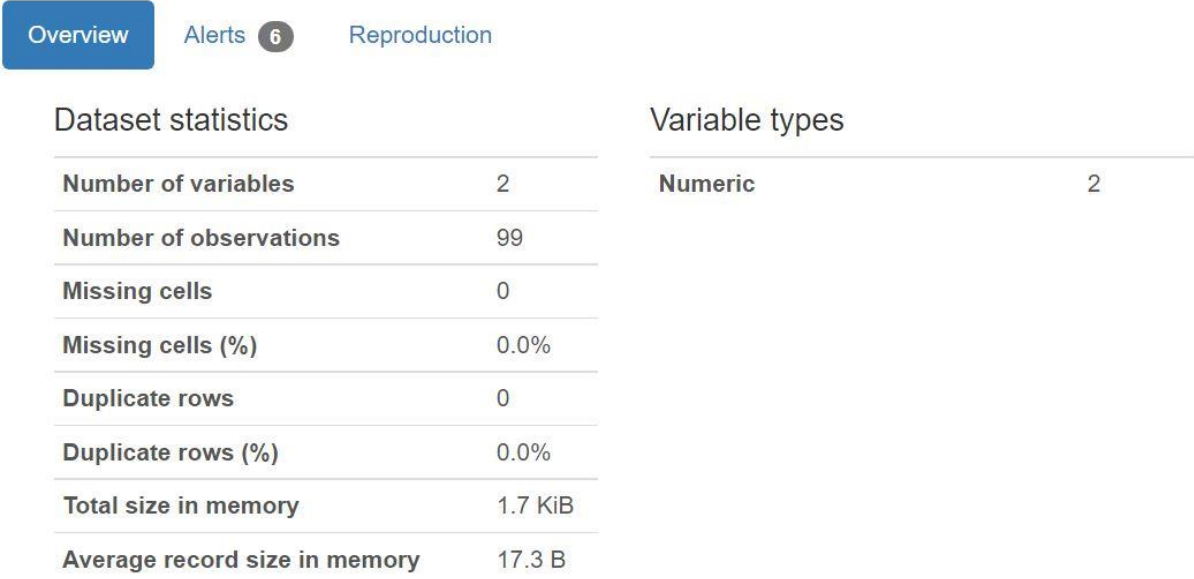 Overview Alerts 6 Reproduction
Dataset statistics
Number of variables 2
Number of observations 99
Missing cells 0
Missing cells (%) 0.0%
Duplicate rows 0
Duplicate rows (%) 0.0%
Total size in memory 1.7 KiB
Average record size in memory 17.3 B
Variable types
Numeric 2